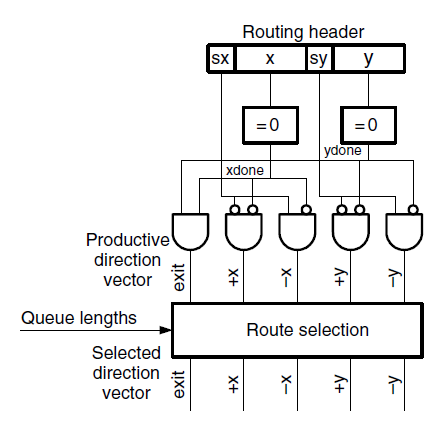 Routing header
sx x sy y
=0 =0
ydone
xdone
Productive
direction
vector
exit +x −x +y −y
Queue lengths
Route selection
Selected
direction
vector
exit +x −x +y −y